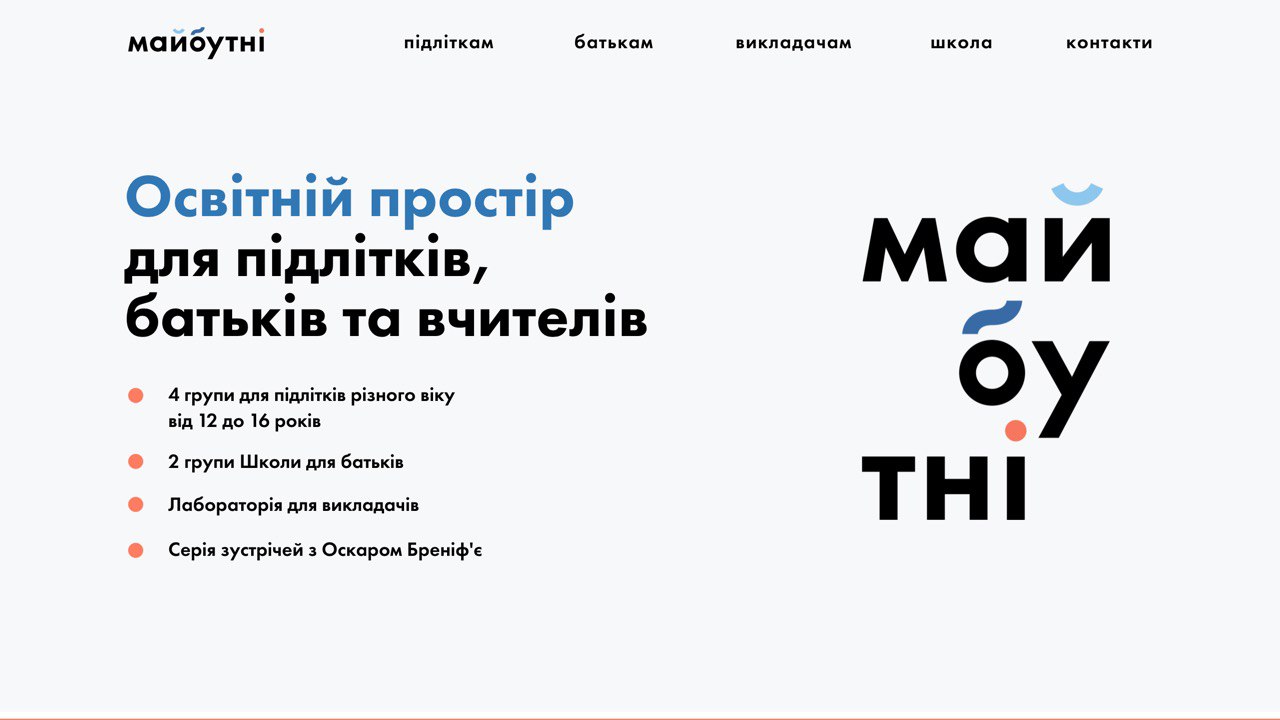 майбутні
підліткам
батькам
викладачам
школа
контакти
Освітній простір
для підлітків,
батьків та вчителів
4 групи для підлітків різного віку
від 12 до 16 років
2 групи Школи для батьків
Лабораторія для викладачів
Серія зустрічей з Оскаром Бреніф'є
май
бу
тні